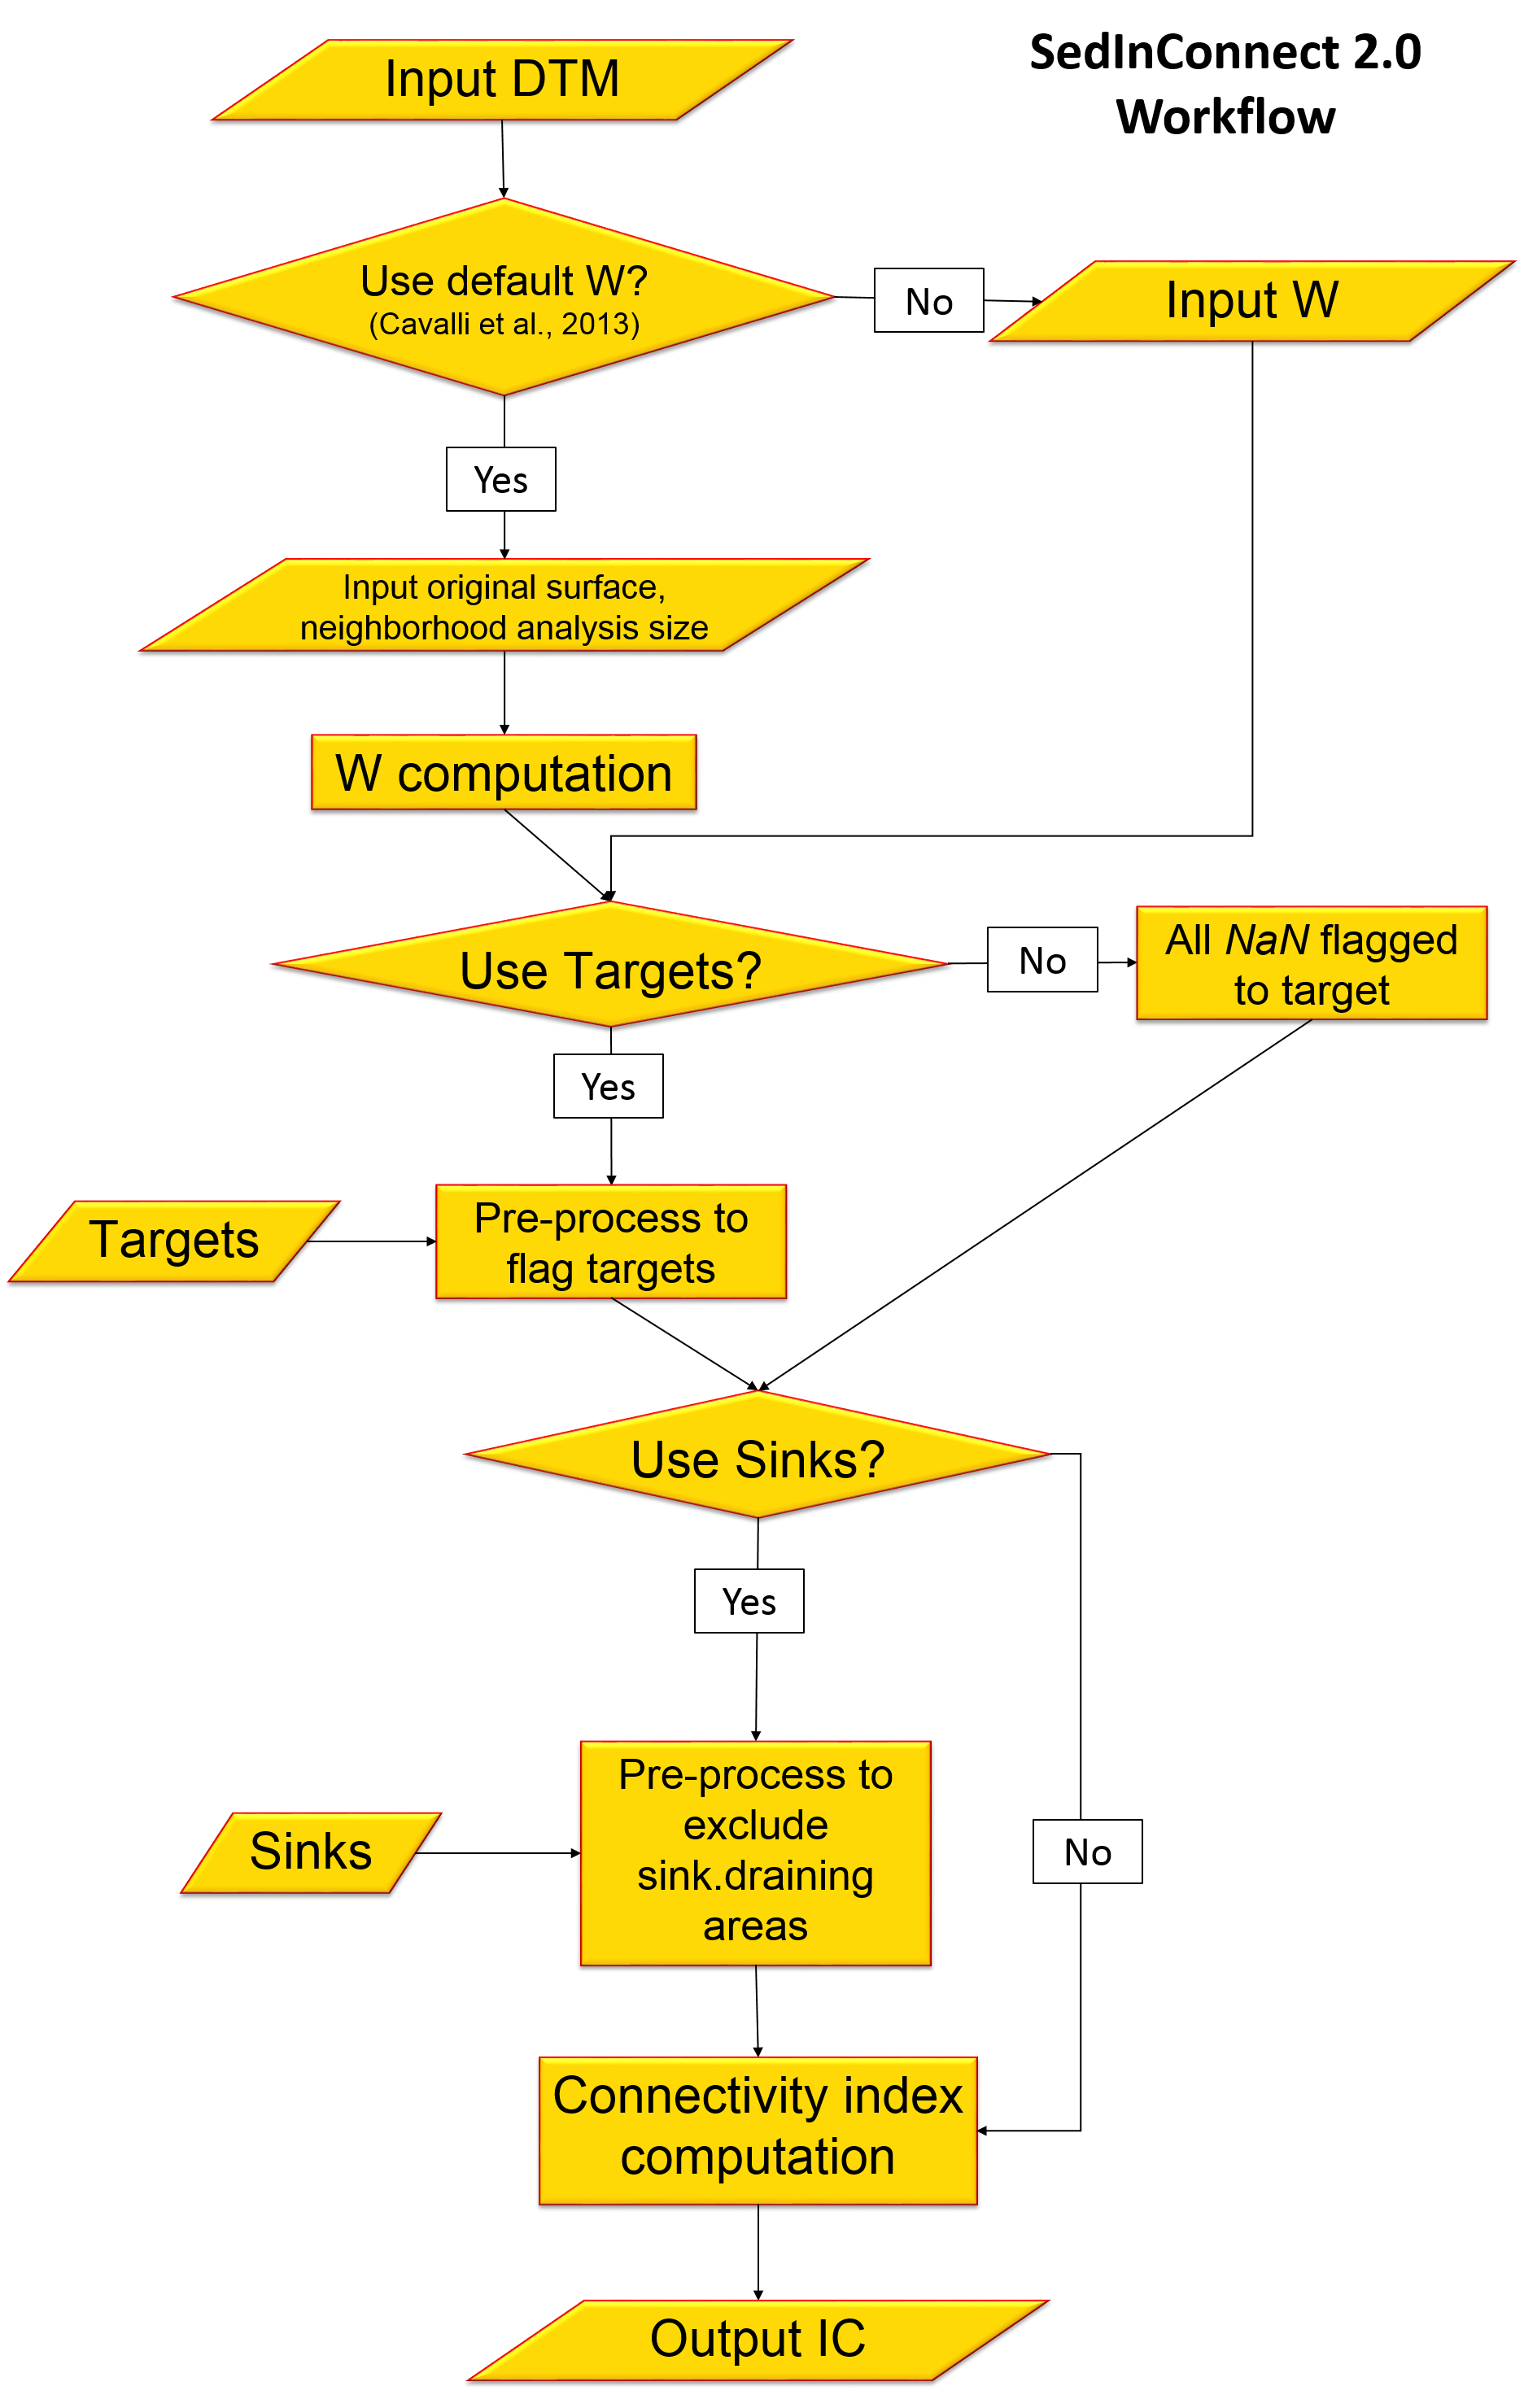 SedInConnect 2.0
Workflow
Input DTM
Use default W?
(Cavalli et al., 2013)
No
Input W
Yes
Input original surface,
neighborhood analysis size
W computation
Use Targets?
No
All NaN flagged
to target
Yes
Targets
Pre-process to
flag targets
Use Sinks?
Yes
Sinks
Pre-process to
exclude
sink.draining
areas
No
Connectivity index
computation
Output IC